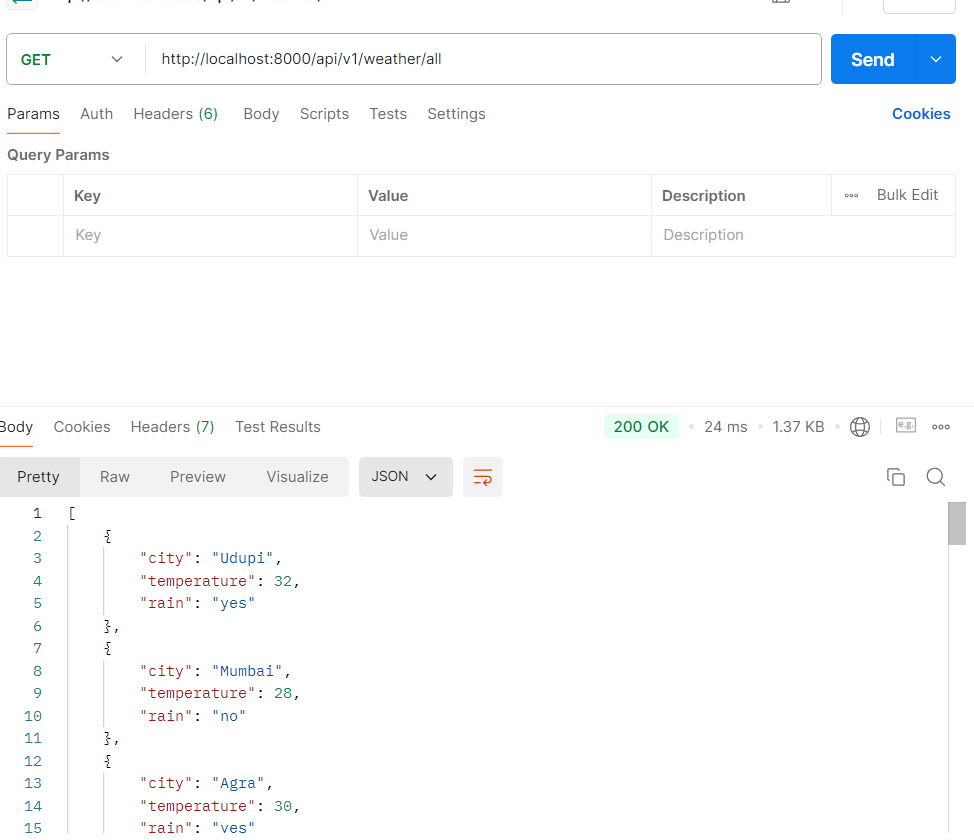 GET http://localhost:8000/api/v1/weather/all Send
Params Auth Headers (6) Body Scripts Tests Settings Cookies
Query Params
Key Value Description Bulk Edit
Key Value Description
Body Cookies Headers (7) Test Results 200 OK 24 ms 1.37 KB e.g.
Pretty Raw Preview Visualize JSON
1 [
2 {
3 "city": "Udupi",
4 "temperature": 32,
5 "rain": "yes"
6 },
7 {
8 "city": "Mumbai",
9 "temperature": 28,
10 "rain": "no"
11 },
12 {
13 "city": "Agra",
14 "temperature": 30,
15 "rain": "yes"